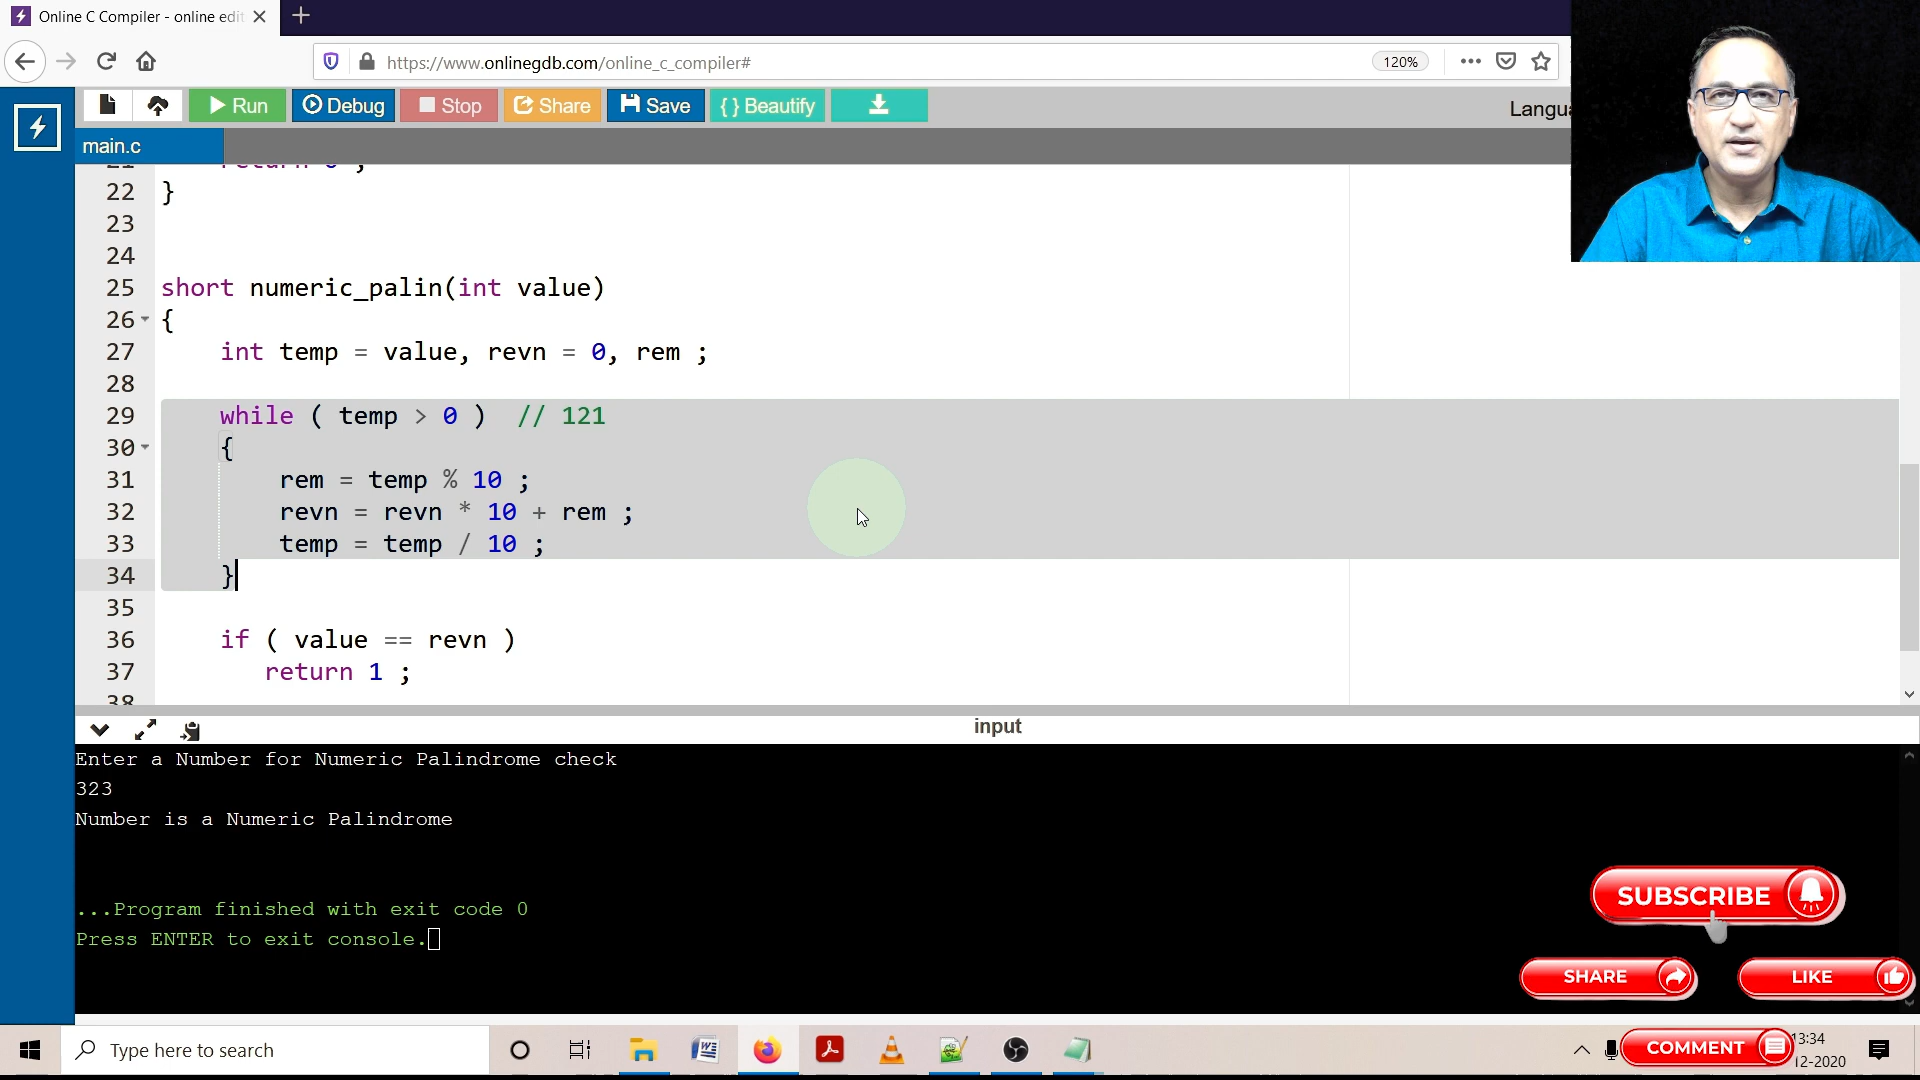 Online C Compiler - online edit
https://www.onlinegdb.com/online_c_compiler#
120%
Run
Debug
Stop
Share
Save
{ } Beautify
Langua
main.c
21 return 0 ;
22 }
23
24
25 short numeric_palin(int value)
26 {
27 int temp = value, revn = 0, rem ;
28
29 while ( temp > 0 ) // 121
30 {
31 rem = temp % 10 ;
32 revn = revn * 10 + rem ;
33 temp = temp / 10 ;
34 }
35
36 if ( value == revn )
37 return 1 ;
38
input
Enter a Number for Numeric Palindrome check
323
Number is a Numeric Palindrome
...Program finished with exit code 0
Press ENTER to exit console.
SUBSCRIBE
SHARE
LIKE
Type here to search
COMMENT
13:34
12-2020